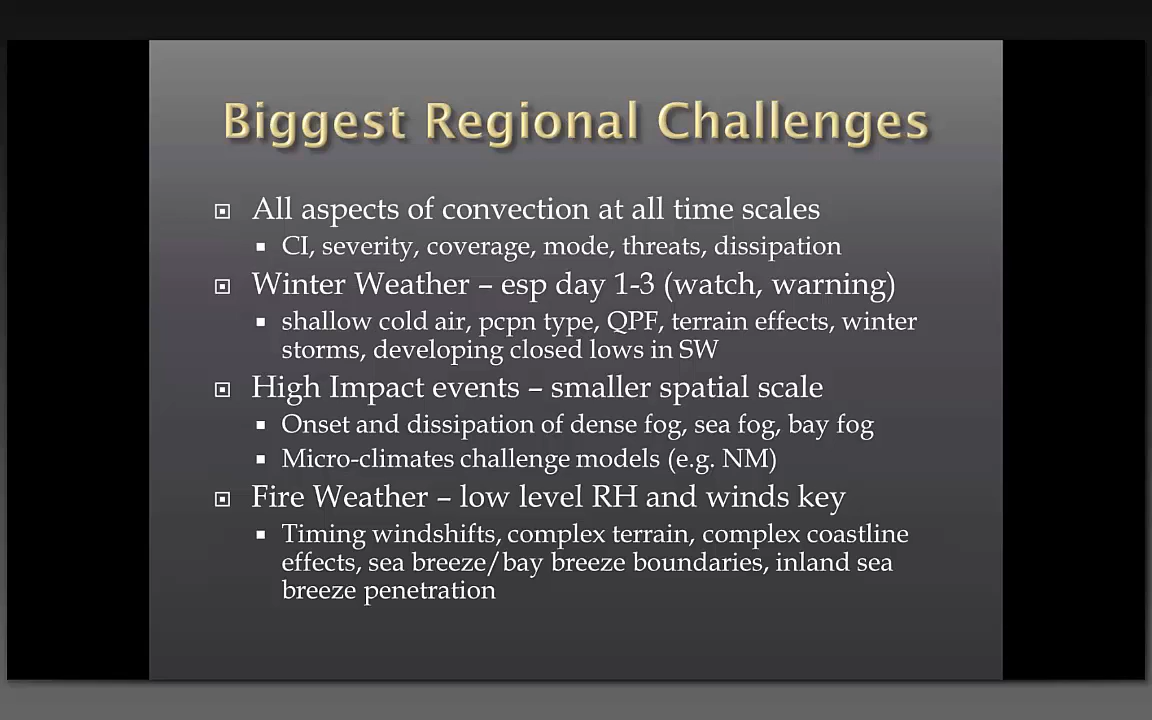 Biggest Regional Challenges
All aspects of convection at all time scales
CI, severity, coverage, mode, threats, dissipation
Winter Weather – esp day 1-3 (watch, warning)
shallow cold air, pcpn type, QPF, terrain effects, winter
storms, developing closed lows in SW
High Impact events – smaller spatial scale
Onset and dissipation of dense fog, sea fog, bay fog
Micro-climates challenge models (e.g. NM)
Fire Weather – low level RH and winds key
Timing windshifts, complex terrain, complex coastline
effects, sea breeze/bay breeze boundaries, inland sea
breeze penetration